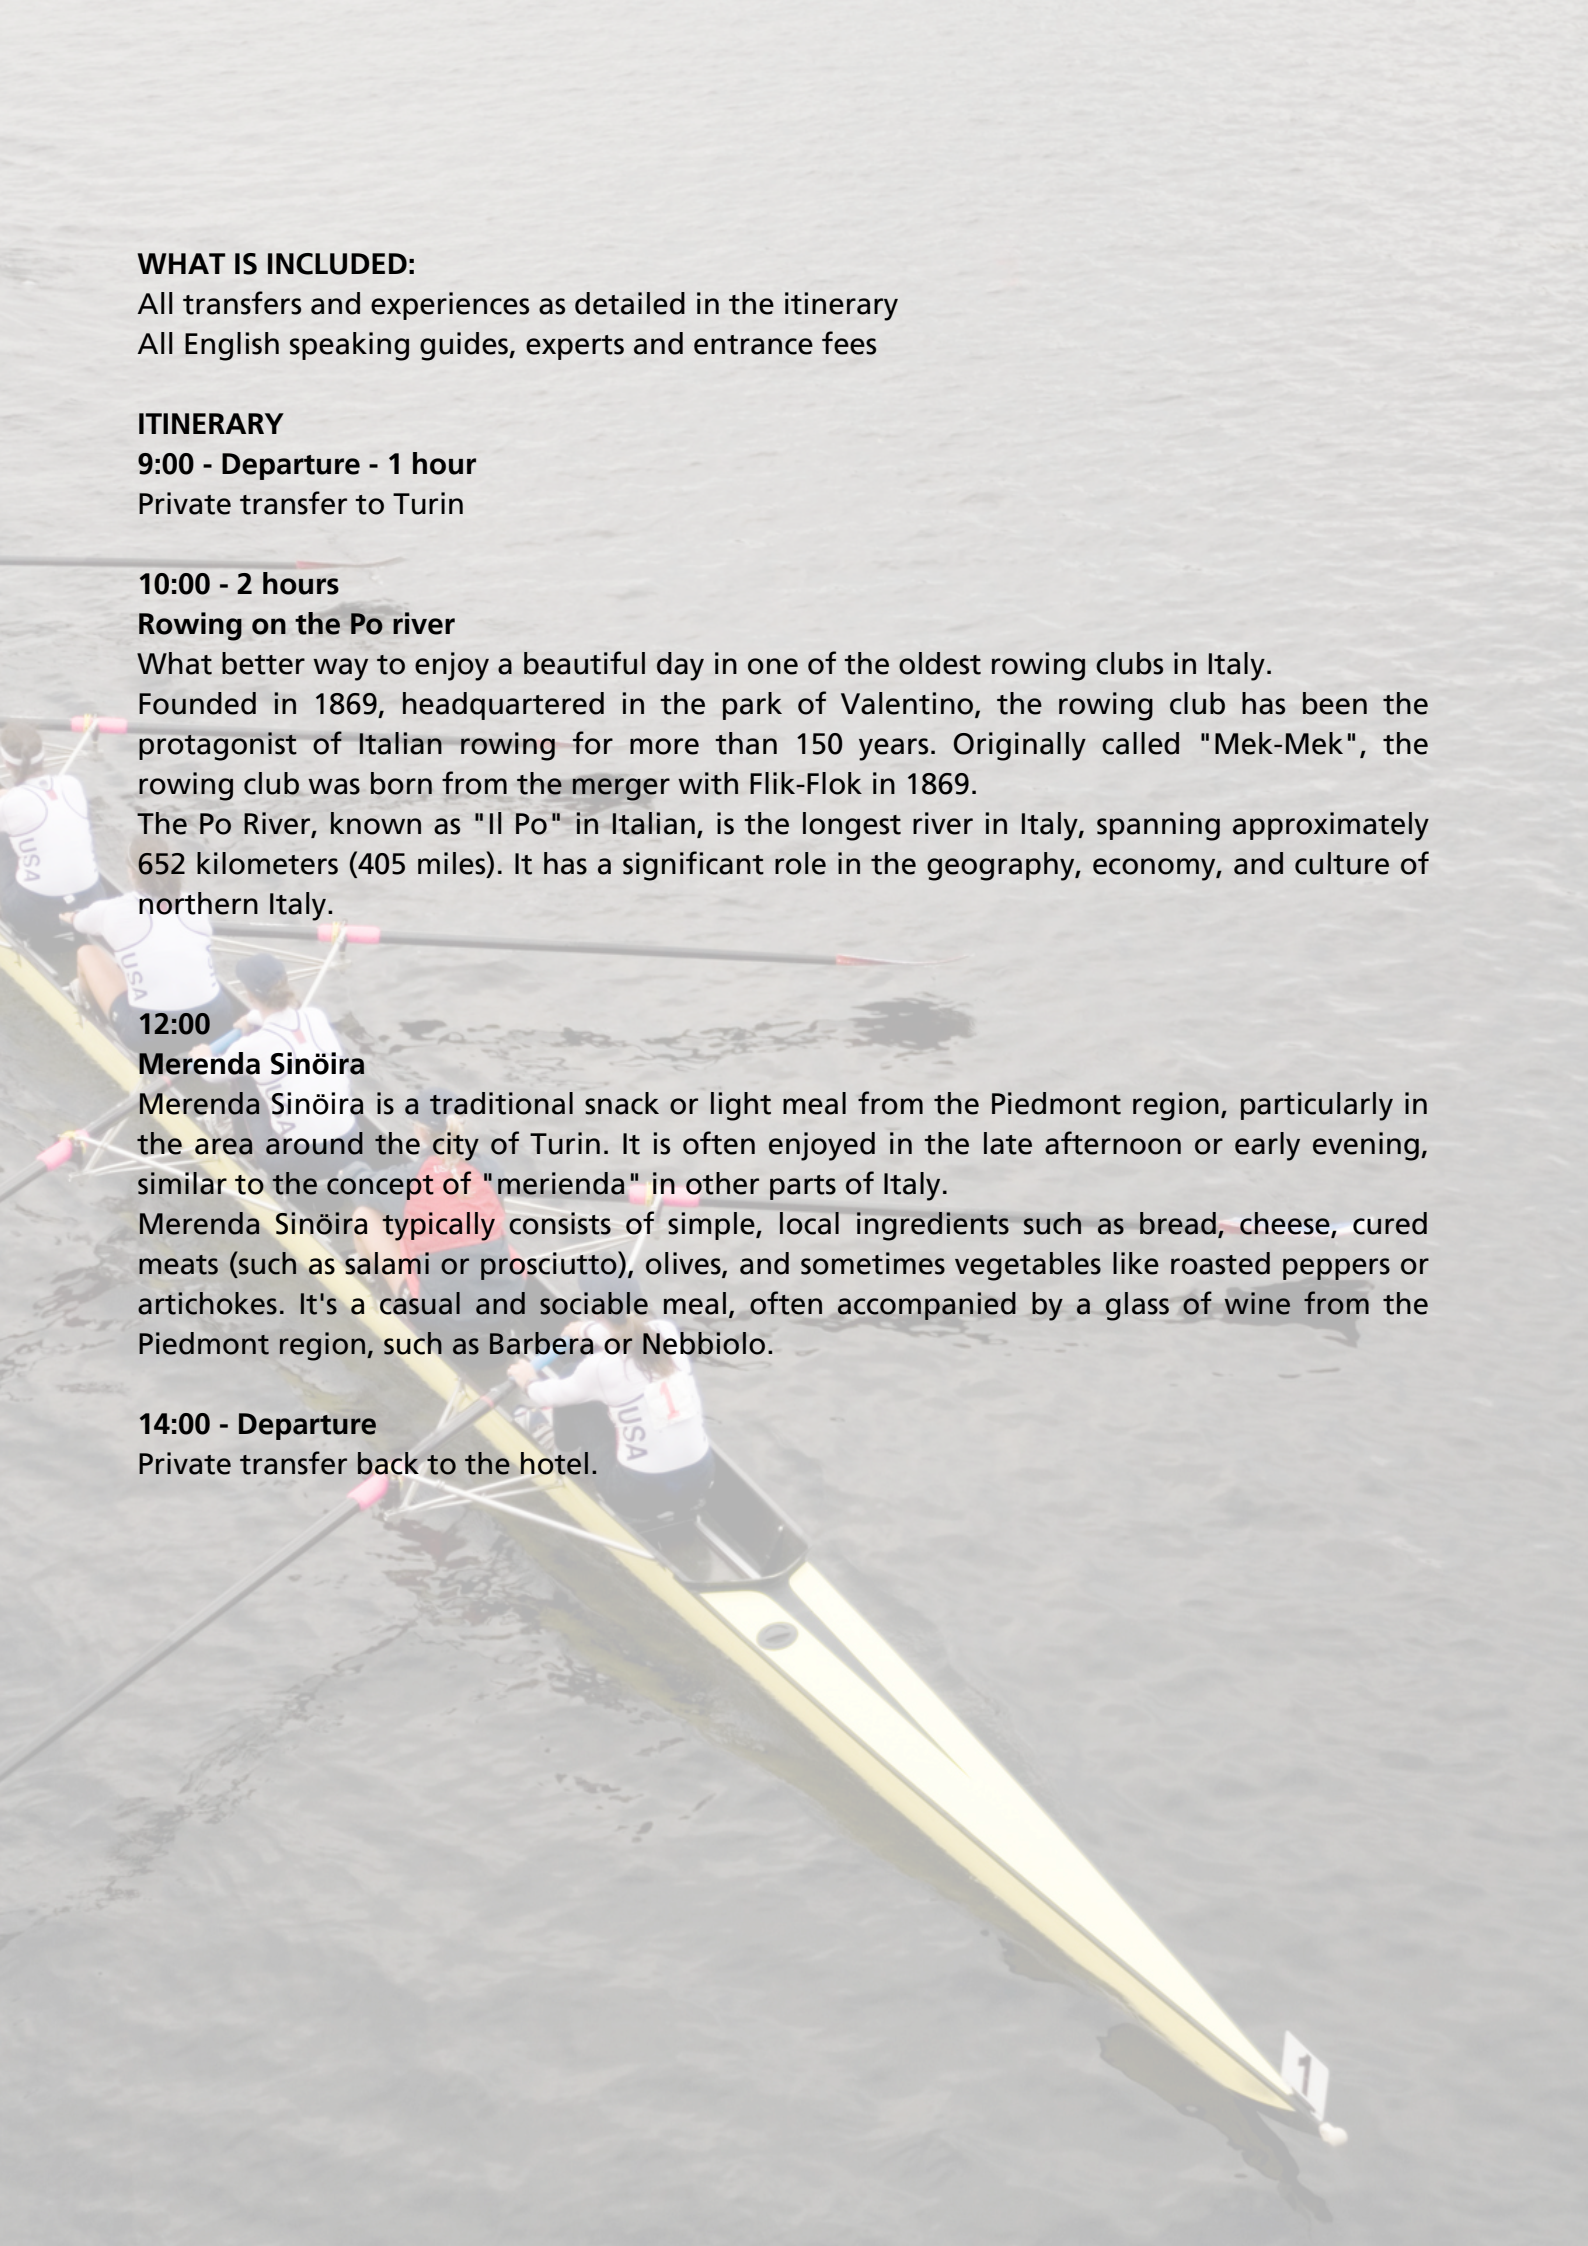 WHAT IS INCLUDED:
All transfers and experiences as detailed in the itinerary
All English speaking guides, experts and entrance fees
ITINERARY
9:00 - Departure - 1 hour
Private transfer to Turin
10:00 - 2 hours
Rowing on the Po river
What better way to enjoy a beautiful day in one of the oldest rowing clubs in Italy.
Founded in 1869, headquartered in the park of Valentino, the rowing club has been the
protagonist of Italian rowing for more than 150 years. Originally called "Mek-Mek", the
rowing club was born from the merger with Flik-Flok in 1869.
The Po River, known as "Il Po" in Italian, is the longest river in Italy, spanning approximately
652 kilometers (405 miles). It has a significant role in the geography, economy, and culture of
northern Italy.
USA
USA
12:00
Merenda Sinöira
Merenda Sinöira is a traditional snack or light meal from the Piedmont region, particularly in
the area around the city of Turin. It is often enjoyed in the late afternoon or early evening,
similar to the concept of "merienda" in other parts of Italy.
Merenda Sinöira typically consists of simple, local ingredients such as bread, cheese, cured
meats (such as salami or prosciutto), olives, and sometimes vegetables like roasted peppers or
artichokes. It's a casual and sociable meal, often accompanied by a glass of wine from the
Piedmont region, such as Barbera or Nebbiolo.
1
USA
14:00 - Departure
Private transfer back to the hotel.
1